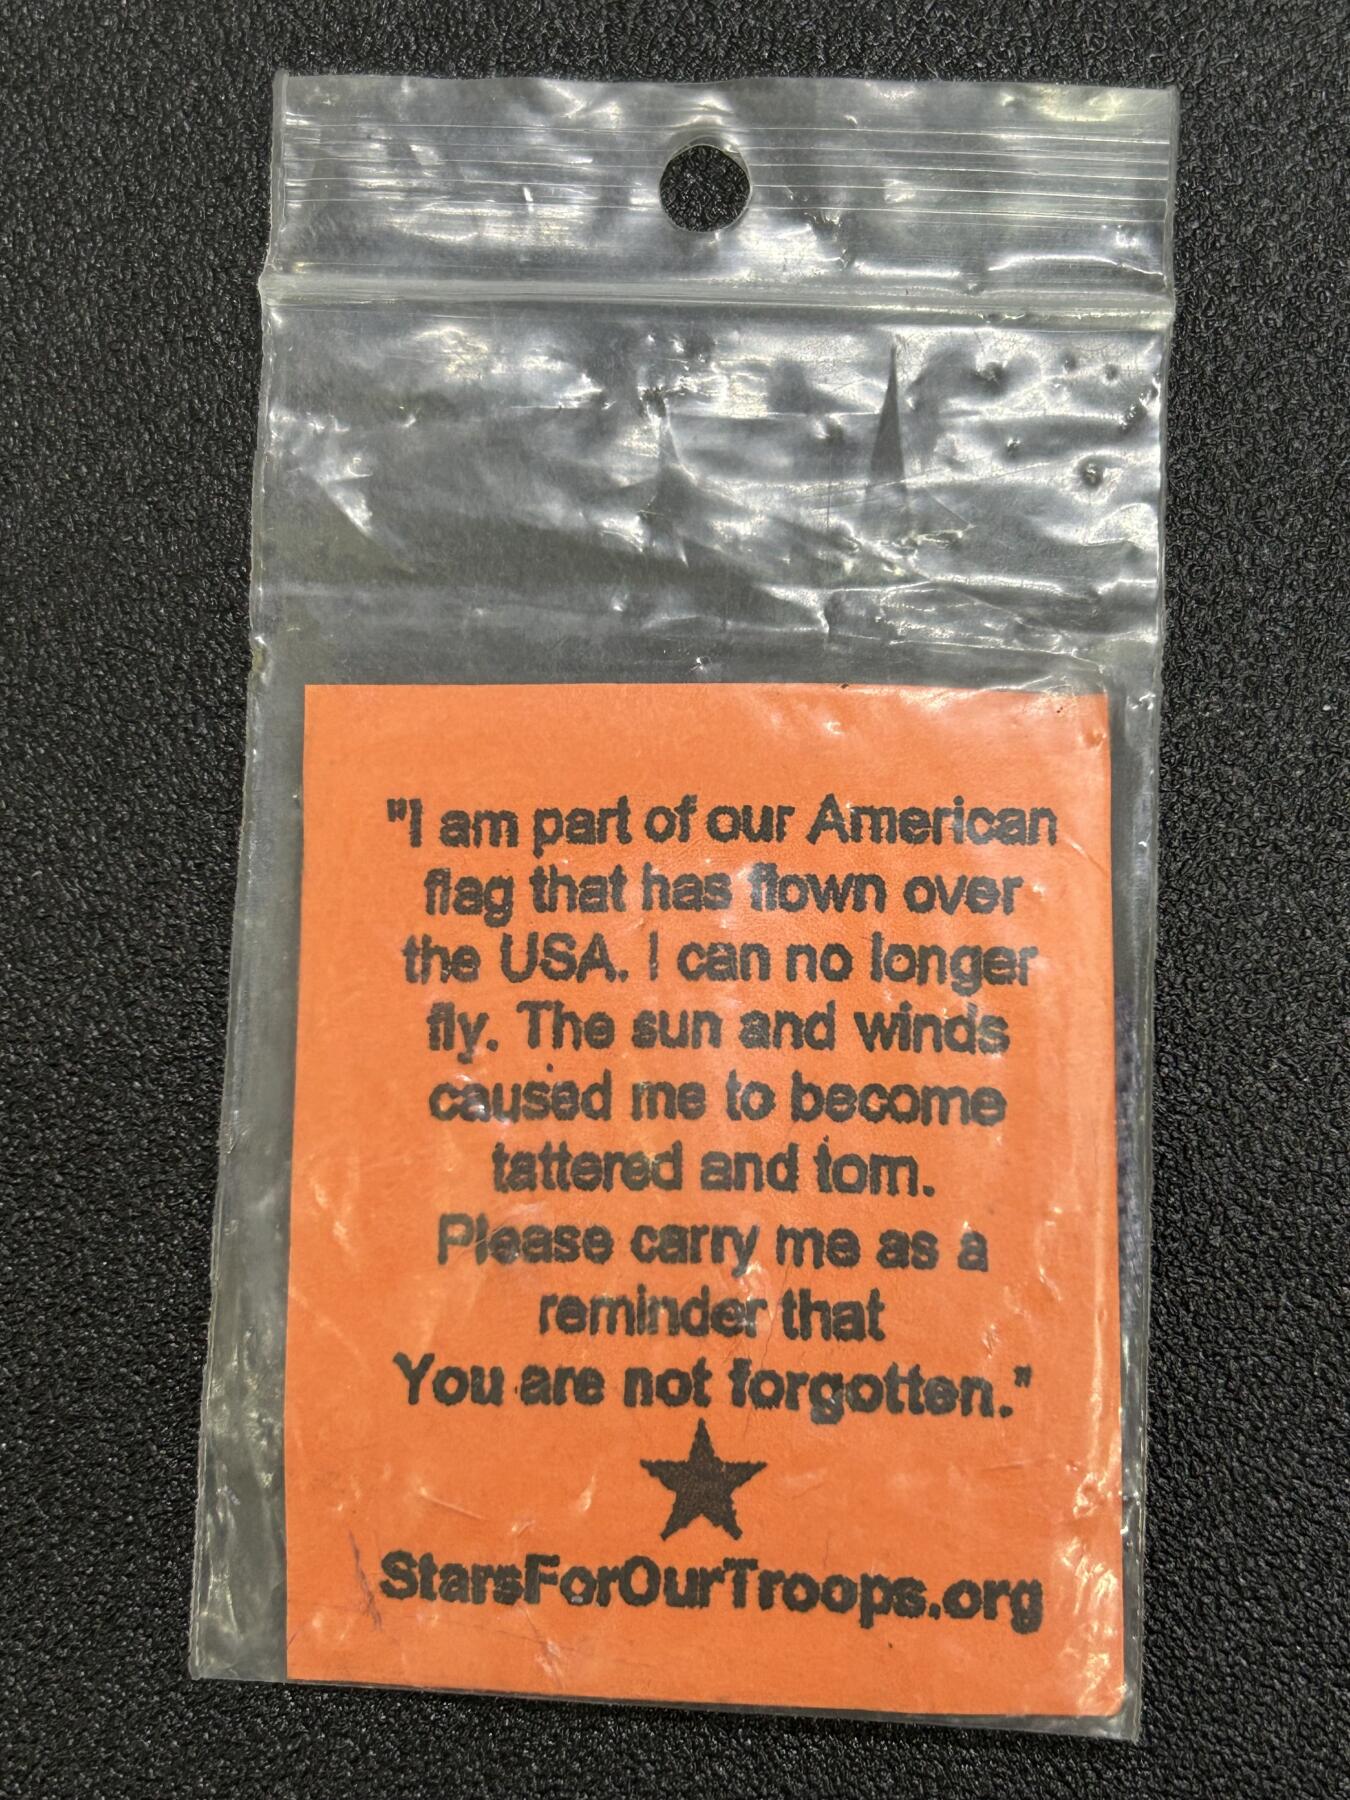 "I am part of our American
flag that has flown over
the USA. I can no longer
fly. The sun and winds
caused me to become
tattered and torn.
Please carry me as a
reminder that
You are not forgotten."
StarsForOurTroops.org